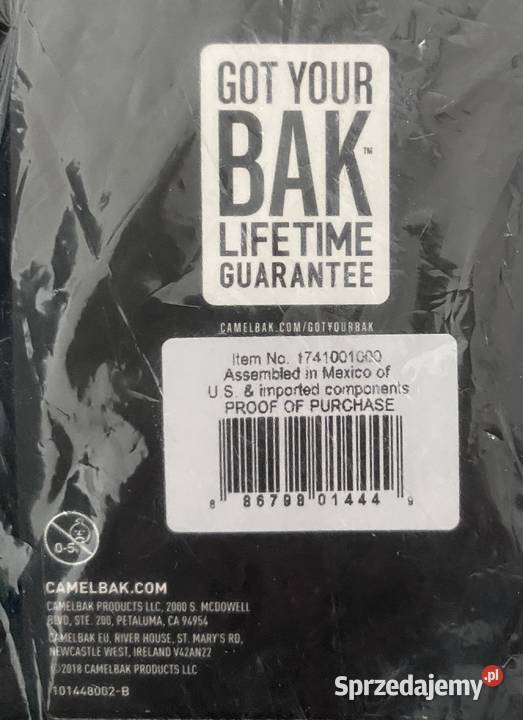 GOT YOUR
BAK™
LIFETIME
GUARANTEE
CAMELBAK.COM/GOTYOURBAK
Item No. 1741001000
Assembled in Mexico of
U.S. & imported components
PROOF OF PURCHASE
8 86798 01444 9
0-5
CAMELBAK.COM
CAMELBAK PRODUCTS LLC, 2000 S. MCDOWELL
BLVD, STE. 200, PETALUMA, CA 94954
CAMELBAK EU, RIVER HOUSE, ST. MARY'S RD,
NEWCASTLE WEST, IRELAND V42AN22
©2018 CAMELBAK PRODUCTS LLC
101448002-B
Sprzedajemy.pl